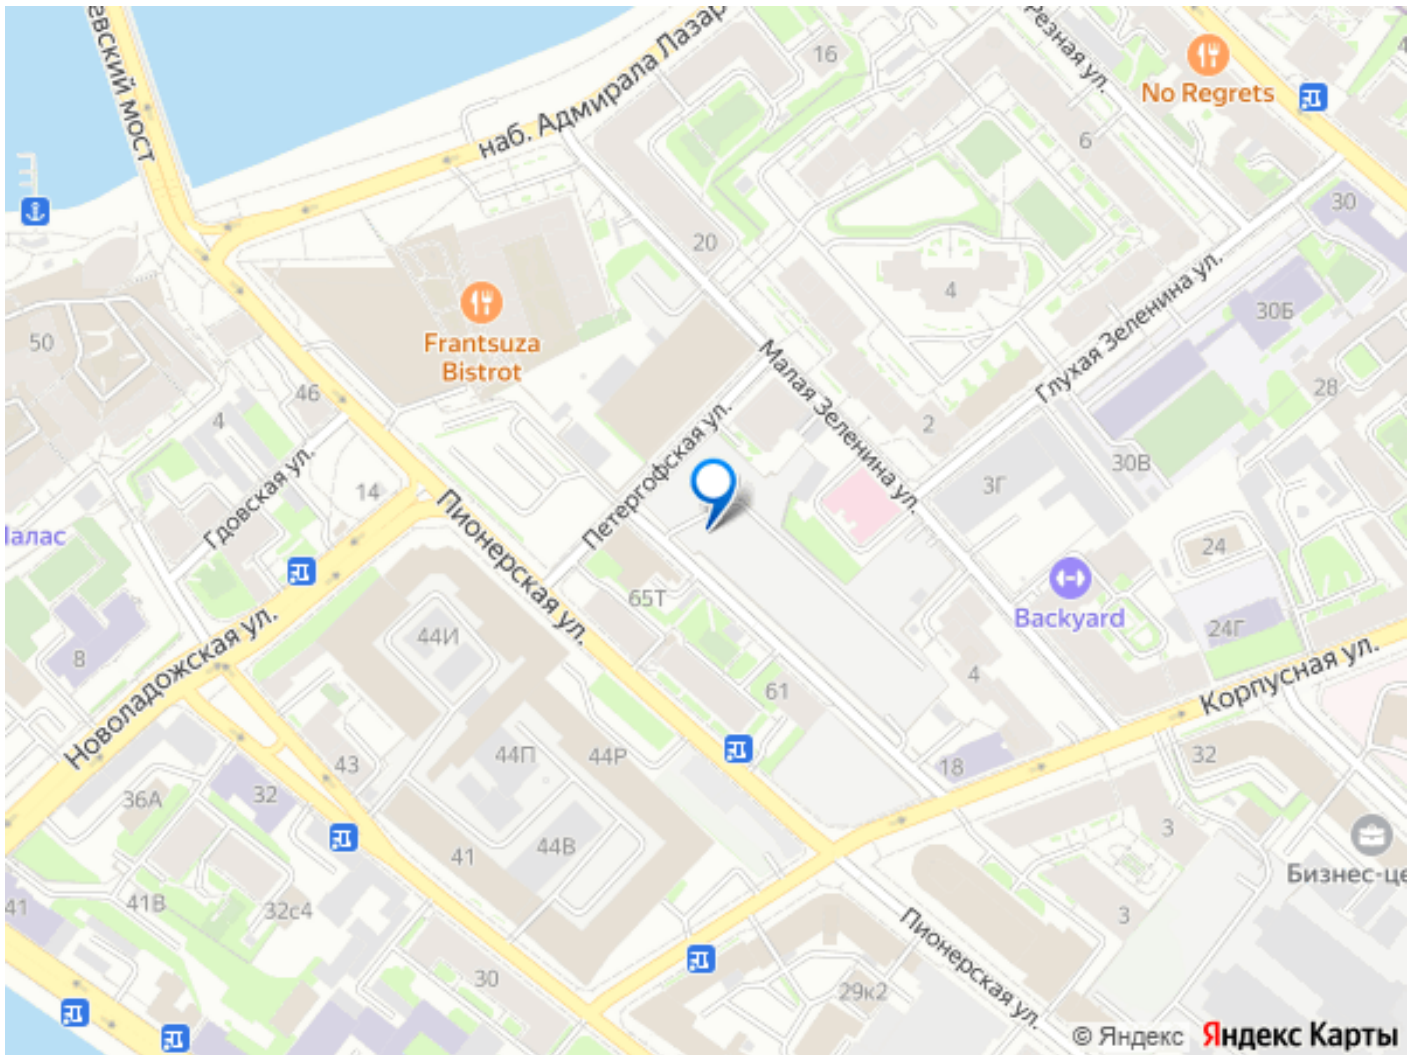 евский мост
наб. Адмирала Лазар
16
Резная ул.
No Regrets
6
30
20
4
Глухая Зеленина ул.
30Б
50
Frantsuza
Bistrot
Малая Зеленина ул.
28
46
4
2
Петергофская ул.
30В
Гдовская ул.
14
3Г
Палас
Пионерская ул.
24
65Т
Backyard
44И
24Г
8
Новоладожская ул.
4
61
Корпусная ул.
43
44П
44Р
18
32
36А
32
3
44В
41
Бизнес-це
41
41В
32с4
3
Пионерская ул.
30
29к2
© Яндекс
Яндекс Карты